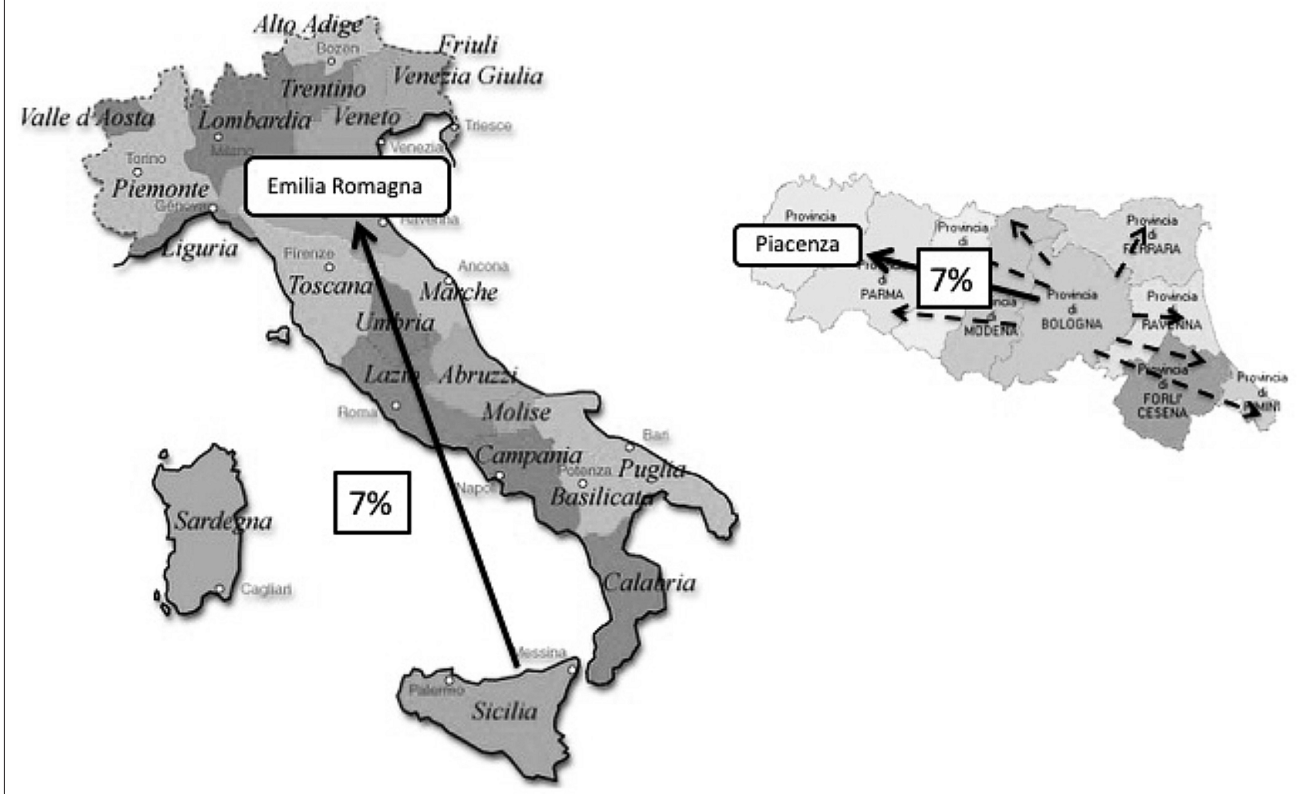 Alto Adige
Bozen
Friuli
Venezia Giulia
Trentino
Valle d'Aosta
Lombardia
Veneto
Triesce
Milano
Venezia
Torino
Emilia Romagna
Piemonte
Genova
Ravenna
Liguria
Firenze
Ancona
Toscana
Marche
Umbria
Lazio
Abruzzi
Roma
Molise
Bari
Campania
Potenza
Puglia
Napoli
Basilicata
7%
Sardegna
Cagliari
Calabria
Messina
Palermo
Sicilia
Provincia
Piacenza
Provincia
di
PARMA
Provincia
di
7%
Provincia
di
MODENA
Provincia
di
BOLOGNA
Provincia
di
FERRARA
Provincia
di
RAVENNA
Provincia
di
FORLI'
CESENA
Provincia
di
RIMINI